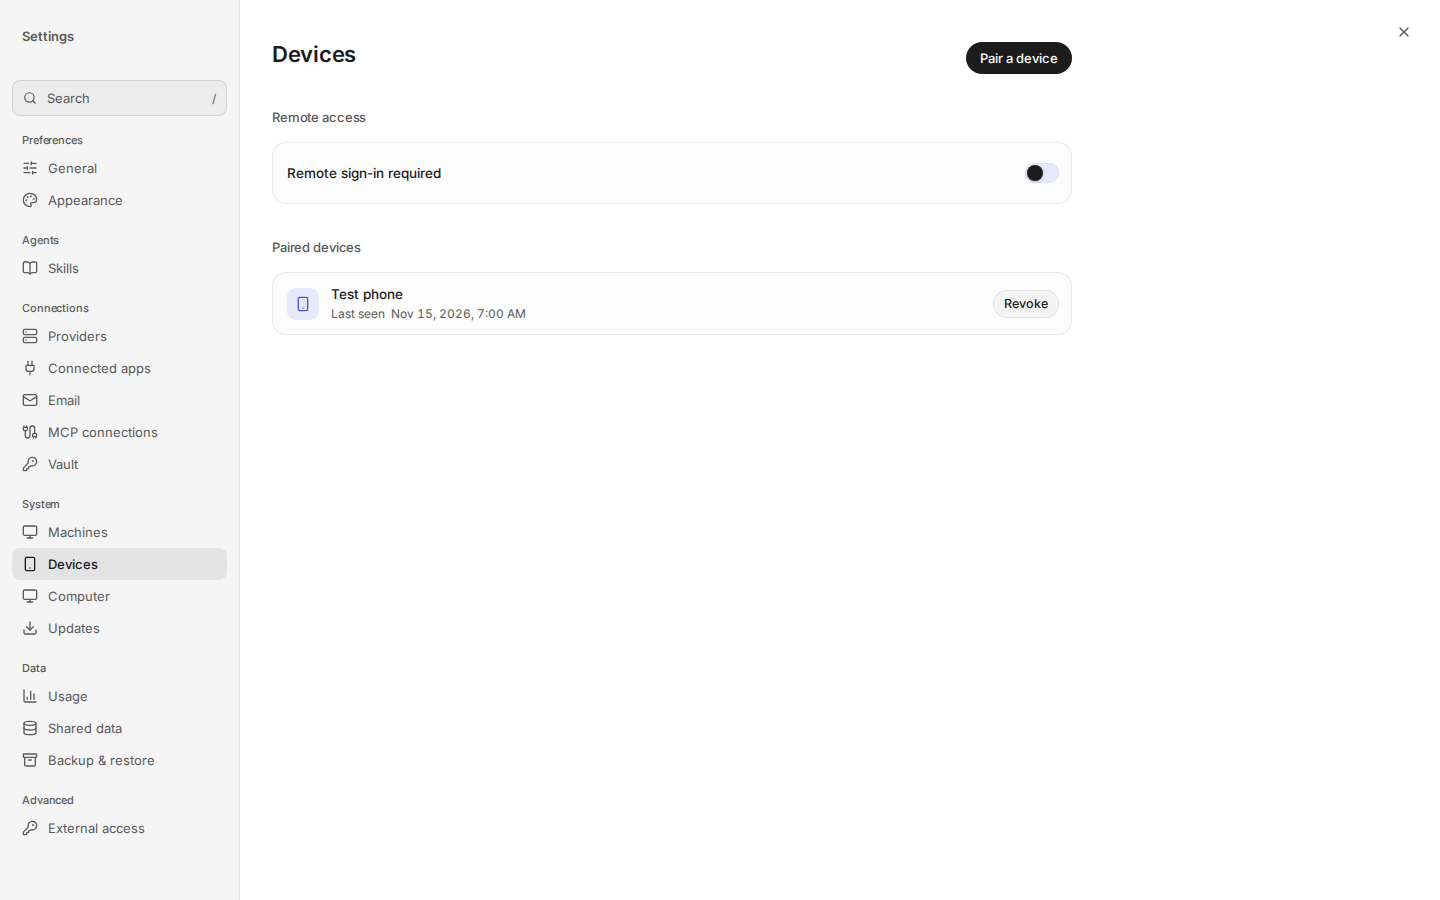 Settings
Search /
Preferences
General
Appearance
Agents
Skills
Connections
Providers
Connected apps
Email
MCP connections
Vault
System
Machines
Devices
Computer
Updates
Data
Usage
Shared data
Backup & restore
Advanced
External access
Devices
Pair a device
Remote access
Remote sign-in required
Paired devices
Test phone
Last seen Nov 15, 2026, 7:00 AM
Revoke